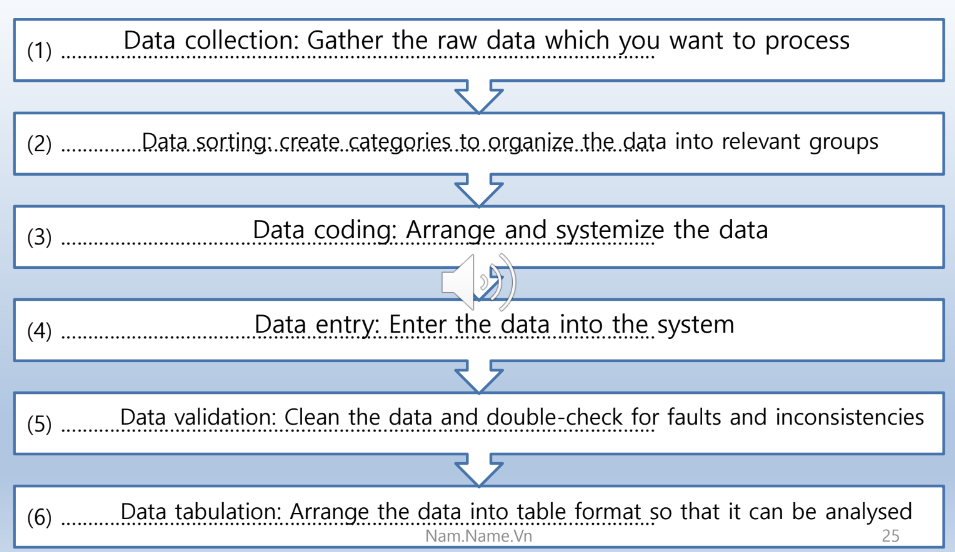 (1) Data collection: Gather the raw data which you want to process
(2) Data sorting: create categories to organize the data into relevant groups
(3) Data coding: Arrange and systemize the data
(4) Data entry: Enter the data into the system
(5) Data validation: Clean the data and double-check for faults and inconsistencies
(6) Data tabulation: Arrange the data into table format so that it can be analysed
Nam.Name.Vn 25